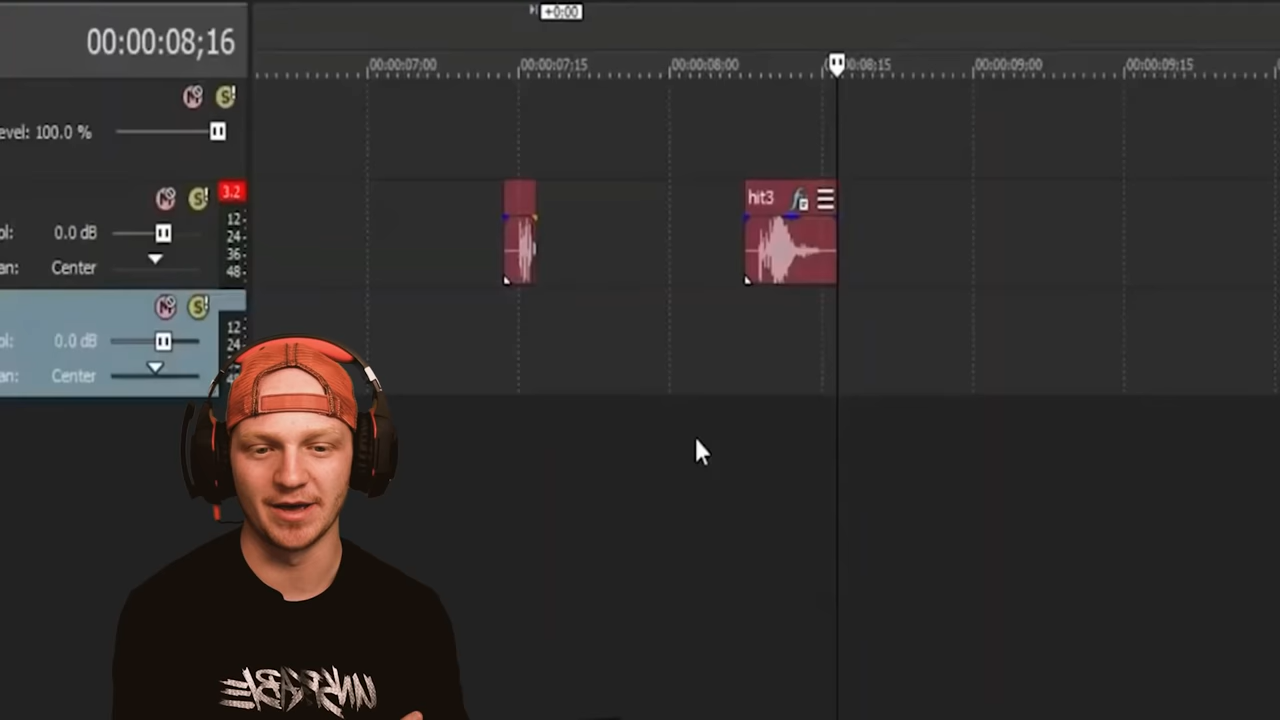 +0:00
00:00:08;16
00:00:07:00
00:00:07:15
00:00:08:00
00:00:08:15
00:00:09:00
00:00:09:15
evel: 100.0 %
3.2
hit3
12-
24-
36-
48-
ol: 0.0 dB
an: Center
12-
24-
ol: 0.0 dB
an: Center